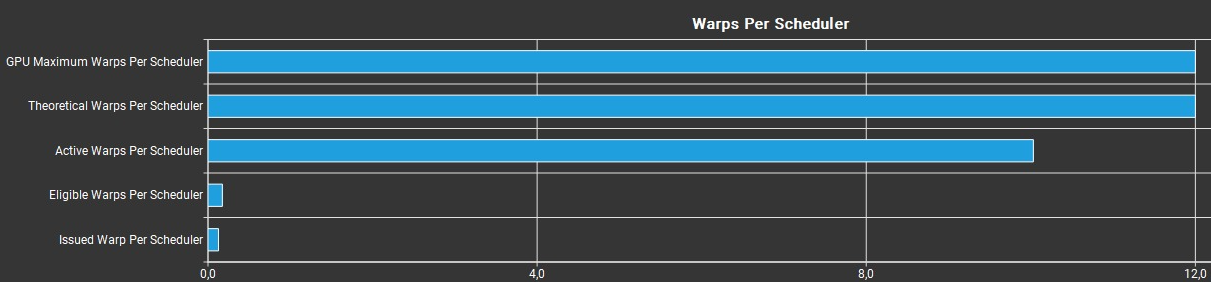 Warps Per Scheduler
GPU Maximum Warps Per Scheduler
Theoretical Warps Per Scheduler
Active Warps Per Scheduler
Eligible Warps Per Scheduler
Issued Warp Per Scheduler
0,0 4,0 8,0 12,0